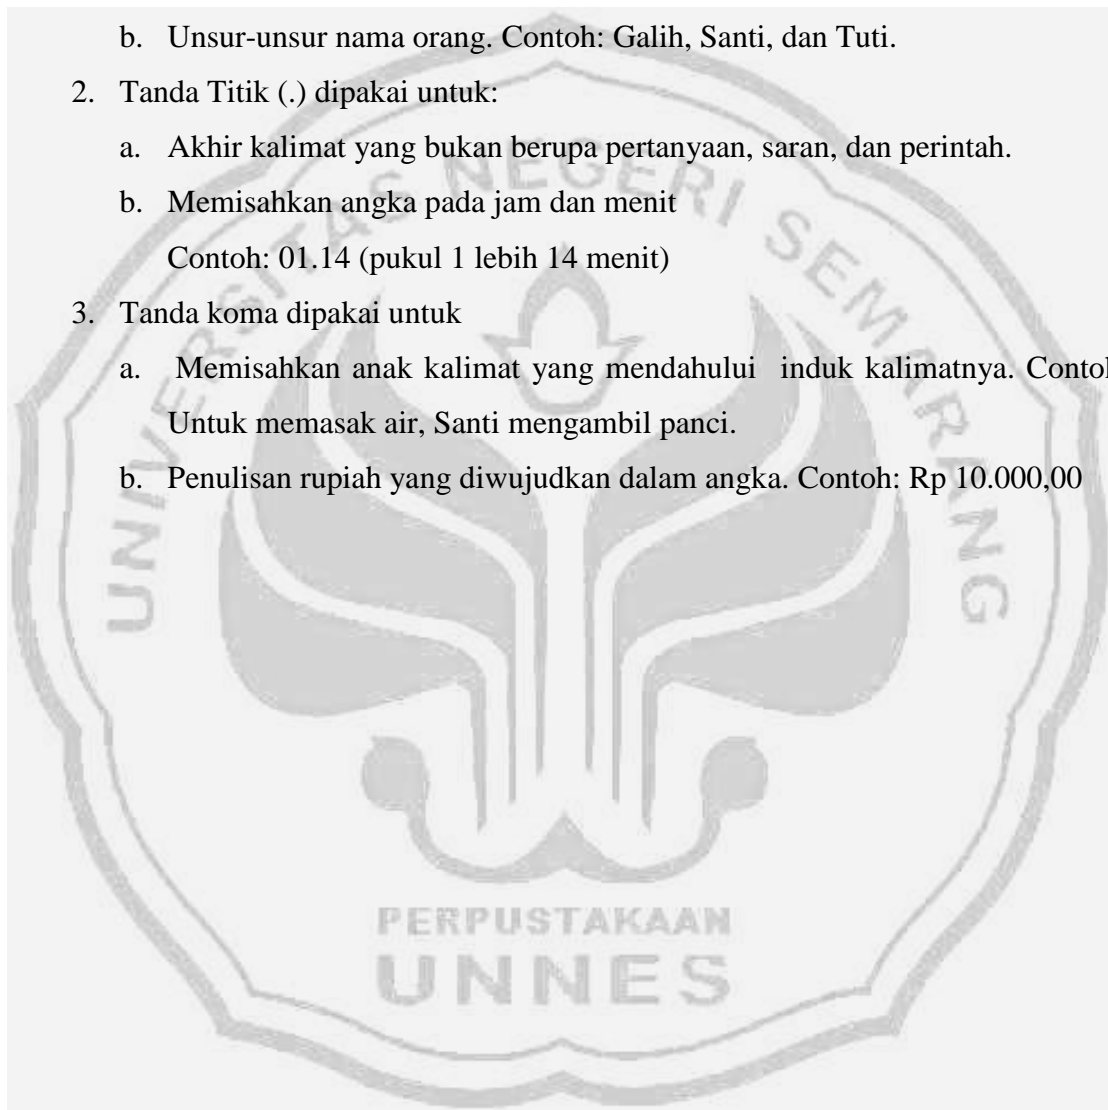 b. Unsur-unsur nama orang. Contoh: Galih, Santi, dan Tuti.
2. Tanda Titik (.) dipakai untuk:
a. Akhir kalimat yang bukan berupa pertanyaan, saran, dan perintah.
b. Memisahkan angka pada jam dan menit
Contoh: 01.14 (pukul 1 lebih 14 menit)
3. Tanda koma dipakai untuk
a. Memisahkan anak kalimat yang mendahului induk kalimatnya. Contoh
Untuk memasak air, Santi mengambil panci.
b. Penulisan rupiah yang diwujudkan dalam angka. Contoh: Rp 10.000,00
UNIVERSITAS NEGERI SEMARANG
PERPUSTAKAAN
UNNES